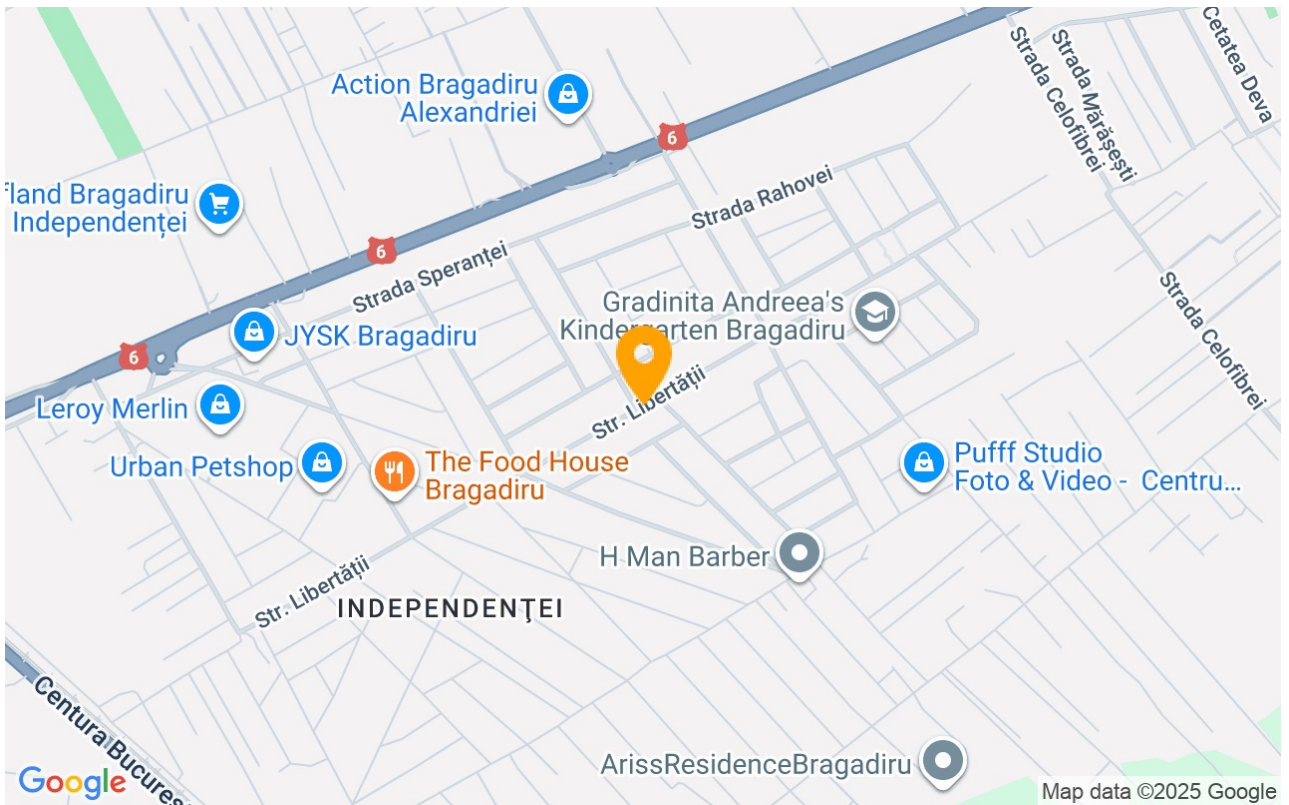 Action Bragadiru
Alexandriei
6
Strada Celofibrei
Strada Mărășești
Cetatea Deva
fland Bragadiru
Independenței
6
Strada Speranței
Strada Rahovei
Gradinita Andreea's
Kindergarten Bragadiru
Strada Celofibrei
JYSK Bragadiru
6
Leroy Merlin
Str. Libertății
Urban Petshop
The Food House
Bragadiru
Pufff Studio
Foto & Video - Centru...
H Man Barber
Str. Libertății
INDEPENDENŢEI
Centura Bucureș
ArissResidenceBragadiru
Google
Map data ©2025 Google